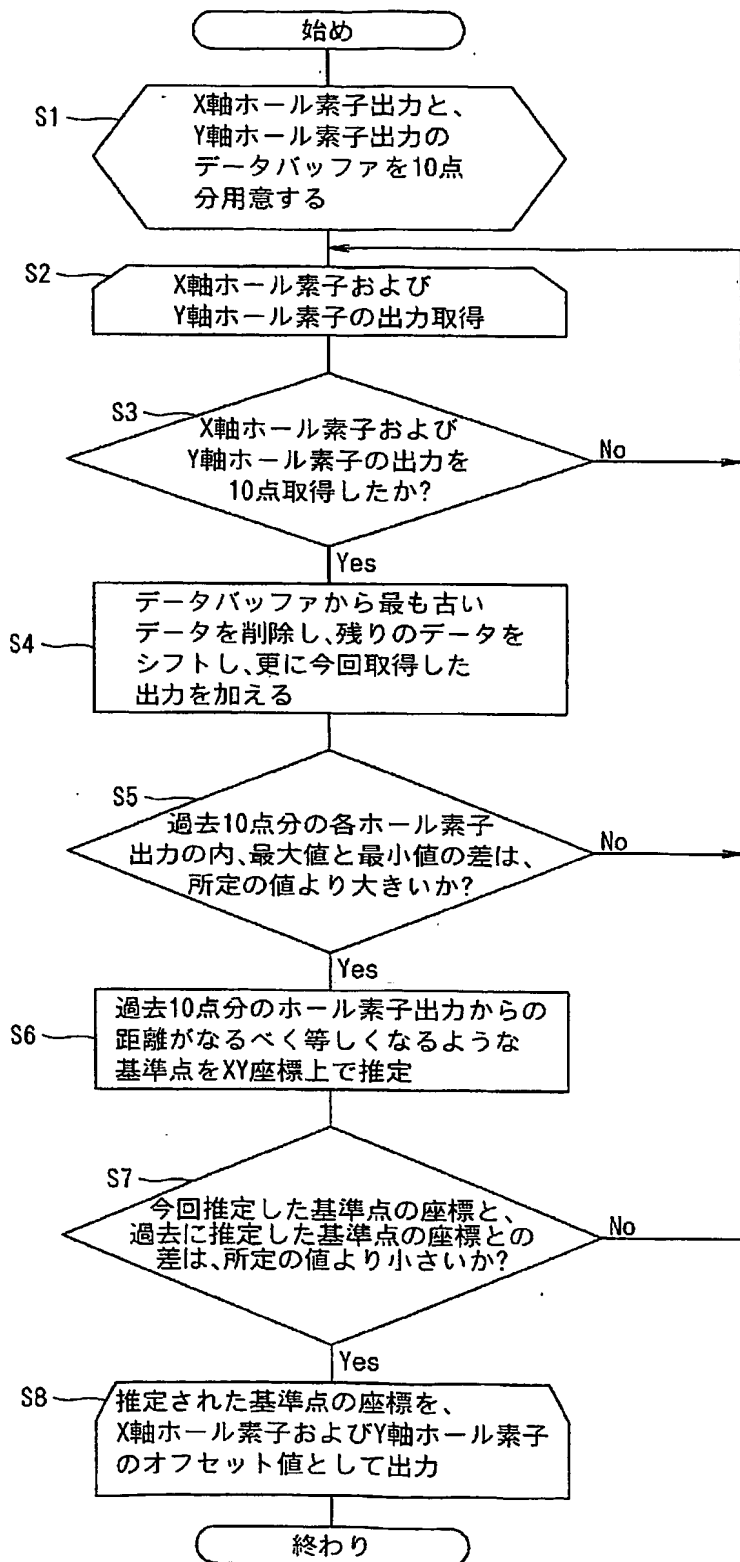 始め
S1
X軸ホール素子出力と、
Y軸ホール素子出力の
データバッファを10点
分用意する
S2
X軸ホール素子および
Y軸ホール素子の出力取得
S3
X軸ホール素子および
Y軸ホール素子の出力を
10点取得したか?
No
Yes
S4
データバッファから最も古い
データを削除し、残りのデータを
シフトし、更に今回取得した
出力を加える
S5
過去10点分の各ホール素子
出力の内、最大値と最小値の差は、
所定の値より大きいか?
No
Yes
S6
過去10点分のホール素子出力からの
距離がなるべく等しくなるような
基準点をXY座標上で推定
S7
今回推定した基準点の座標と、
過去に推定した基準点の座標との
差は、所定の値より小さいか?
No
Yes
S8
推定された基準点の座標を、
X軸ホール素子およびY軸ホール素子
のオフセット値として出力
終わり